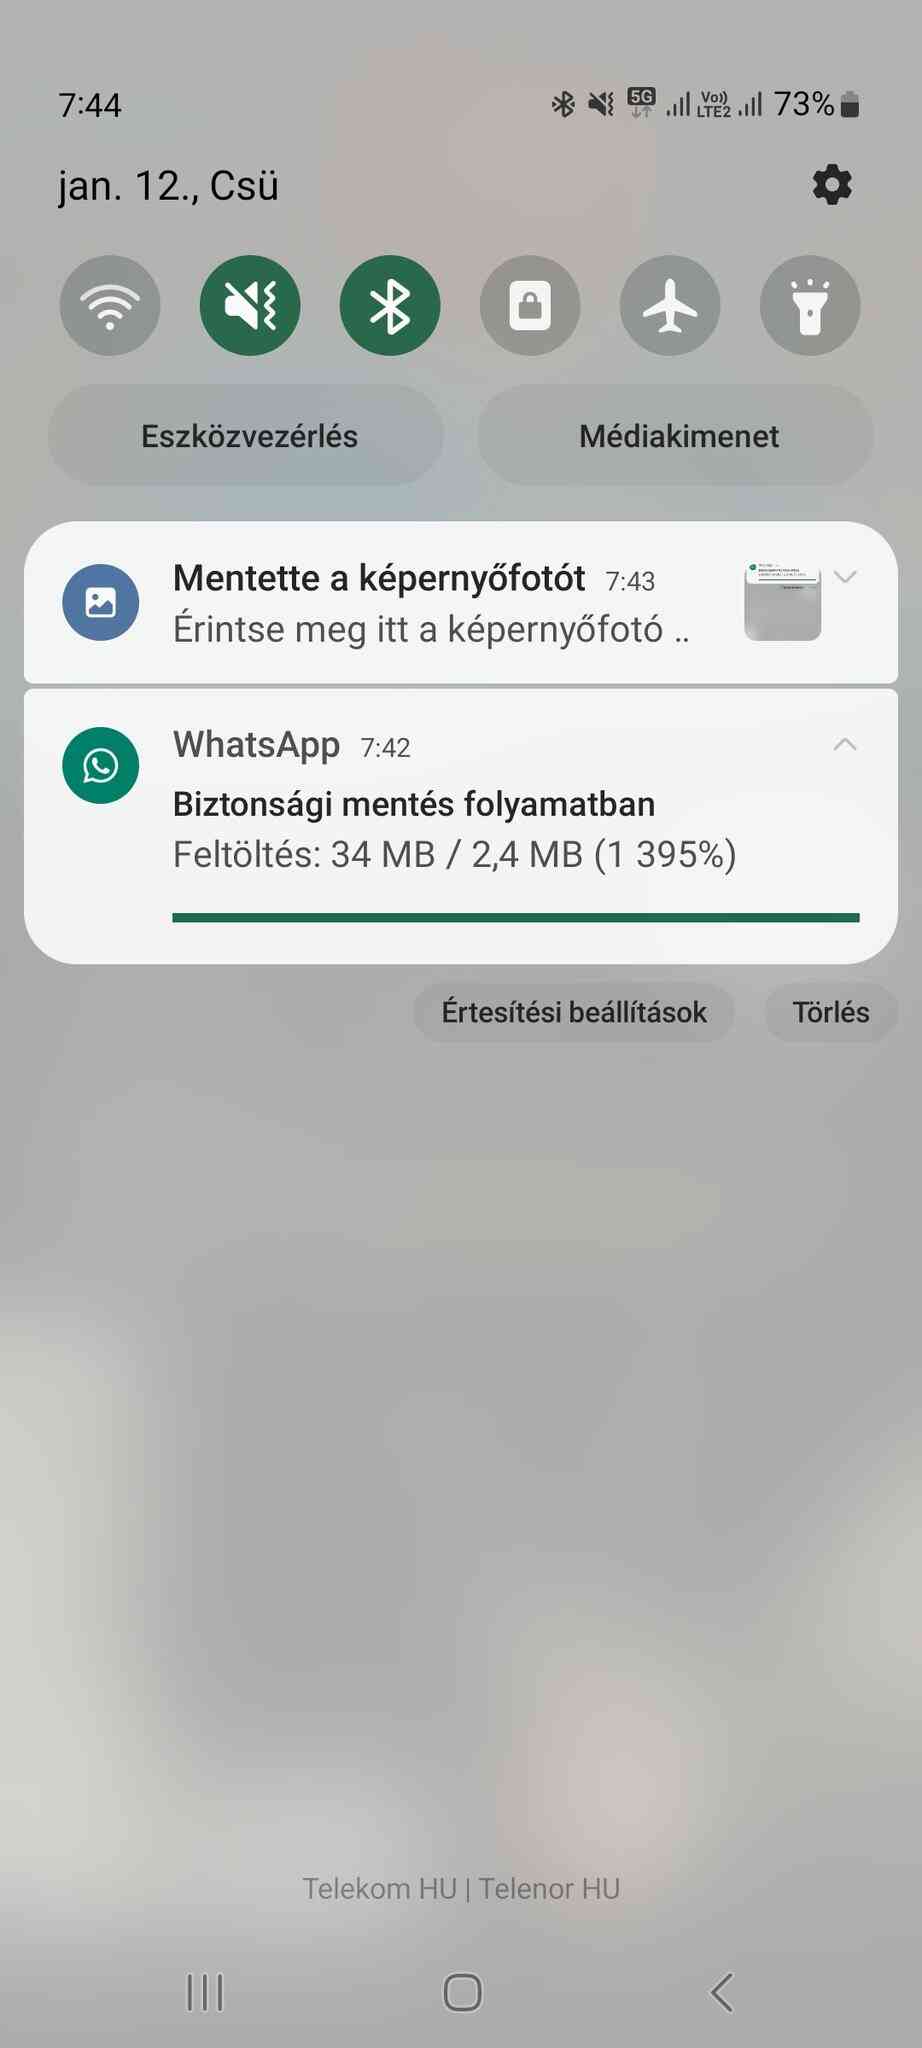 7:44
5G
Vo))
LTE2
73%
jan. 12., Csü
Eszközvezérlés
Médiakimenet
Mentette a képernyőfotót 7:43
Érintse meg itt a képernyőfotó ..
WhatsApp 7:42
Biztonsági mentés folyamatban
Feltöltés: 34 MB / 2,4 MB (1 395%)
Értesítési beállítások
Törlés
Telekom HU | Telenor HU